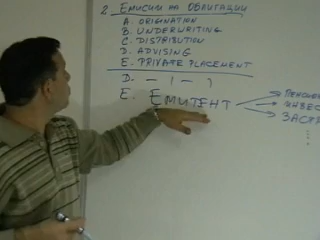 2. Емисии на Облигации
A. ORIGINATION
B. UNDERWRITING
C. DISTRIBUTION
D. ADVISING
E. PRIVATE PLACEMENT
D. — | — |
E. ЕМИТЕНТ